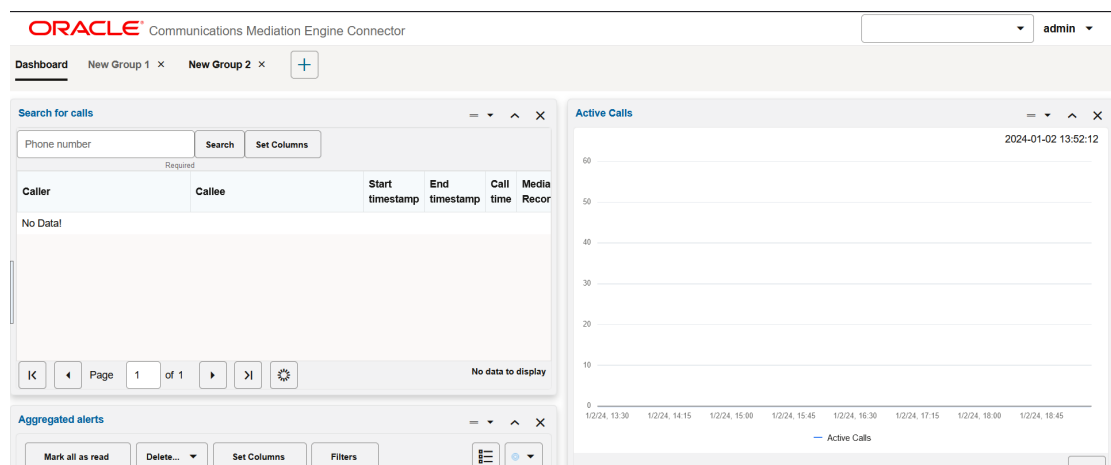 ORACLE® Communications Mediation Engine Connector
admin
Dashboard New Group 1 × New Group 2 × +
Search for calls
Phone number Search Set Columns
Required
Caller Callee Start timestamp End timestamp Call time Media Recor
No Data!
Page 1 of 1
No data to display
Aggregated alerts
Mark all as read Delete... Set Columns Filters
Active Calls
2024-01-02 13:52:12
60
50
40
30
20
10
0
1/2/24, 13:30 1/2/24, 14:15 1/2/24, 15:00 1/2/24, 15:45 1/2/24, 16:30 1/2/24, 17:15 1/2/24, 18:00 1/2/24, 18:45
Active Calls